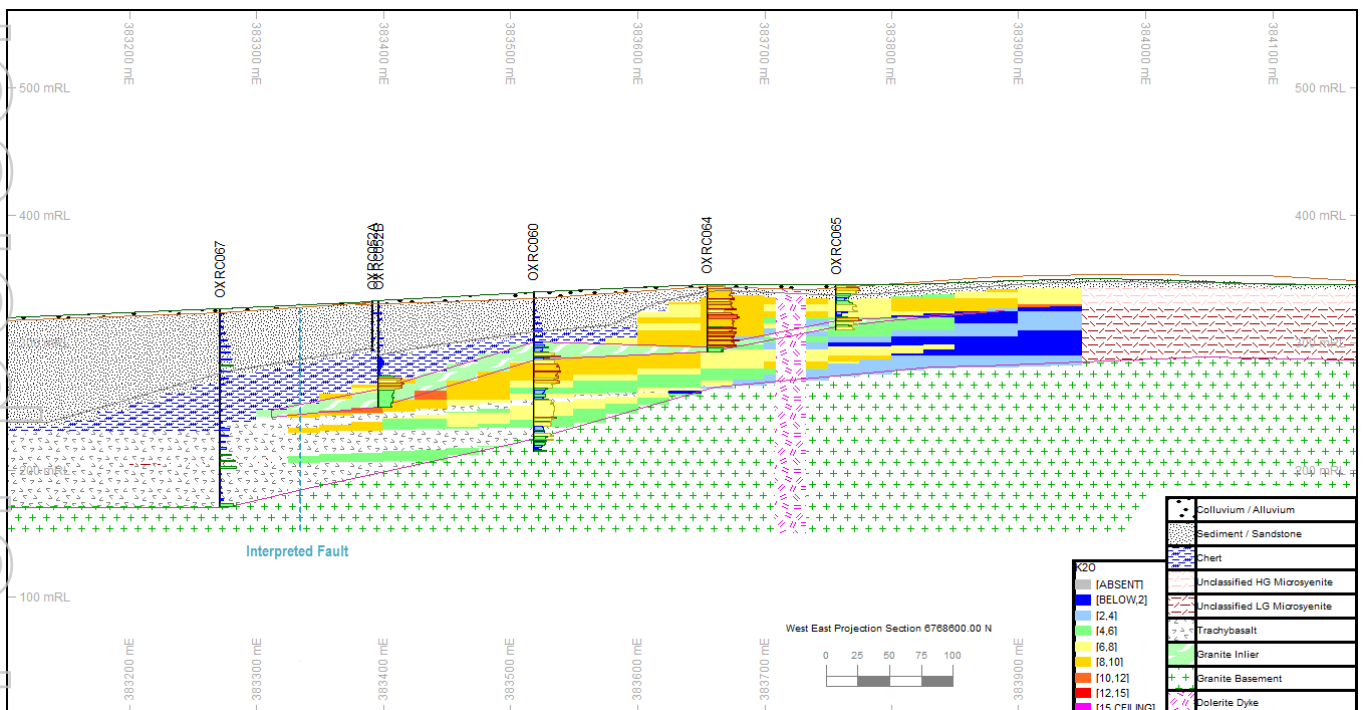 383200 mE
383300 mE
383400 mE
383500 mE
383600 mE
383700 mE
383800 mE
383900 mE
384000 mE
384100 mE
500 mRL
500 mRL
400 mRL
400 mRL
OXRC067
OXRC052A
OXRC052B
OXRC060
OXRC064
OXRC065
200 mRL
200 mRL
Interpreted Fault
100 mRL
West East Projection Section 6768600.00 N
0 25 50 75 100
383200 mE
383300 mE
383400 mE
383500 mE
383600 mE
383700 mE
383900 mE
K2O
[ABSENT]
[BELOW,2]
[2,4]
[4,6]
[6,8]
[8,10]
[10,12]
[12,15]
[15,CEILING]
Colluvium / Alluvium
Sediment / Sandstone
Chert
Unclassified HG Microsyenite
Unclassified LG Microsyenite
Trachybasalt
Granite Inlier
Granite Basement
Dolerite Dyke